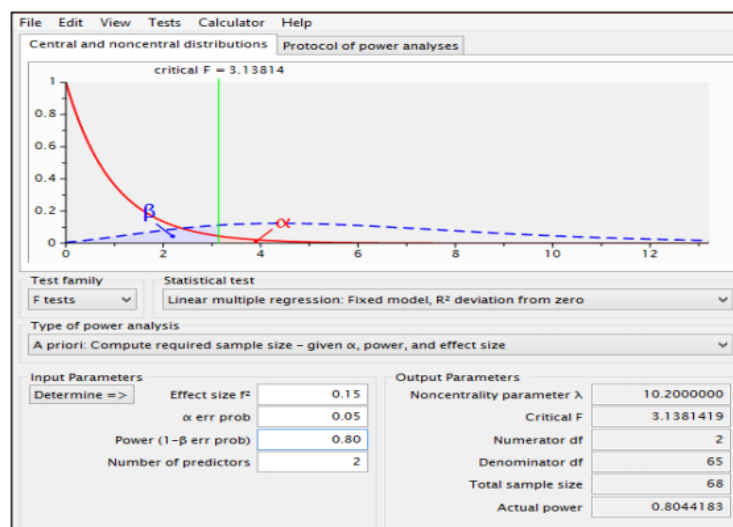 File Edit View Tests Calculator Help
Central and noncentral distributions Protocol of power analyses
critical F = 3.13814
1
0.8
0.6
0.4
0.2
0
β
α
0 2 4 6 8 10 12
Test family Statistical test
F tests Linear multiple regression: Fixed model, R² deviation from zero
Type of power analysis
A priori: Compute required sample size – given α, power, and effect size
Input Parameters Output Parameters
Determine => Effect size f² 0.15 Noncentrality parameter λ 10.2000000
α err prob 0.05 Critical F 3.1381419
Power (1-β err prob) 0.80 Numerator df 2
Number of predictors 2 Denominator df 65
Total sample size 68
Actual power 0.8044183